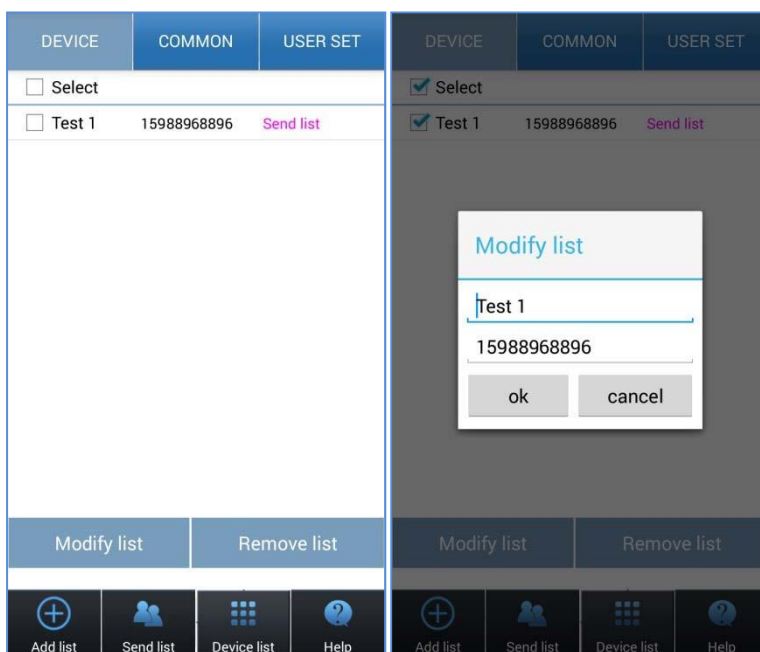 DEVICE COMMON USER SET
Select
Test 1 15988968896 Send list
Modify list Remove list
Add list Send list Device list Help
DEVICE COMMON USER SET
Select
Test 1 15988968896 Send list
Modify list
Test 1
15988968896
ok cancel
Modify list Remove list
Add list Send list Device list Help